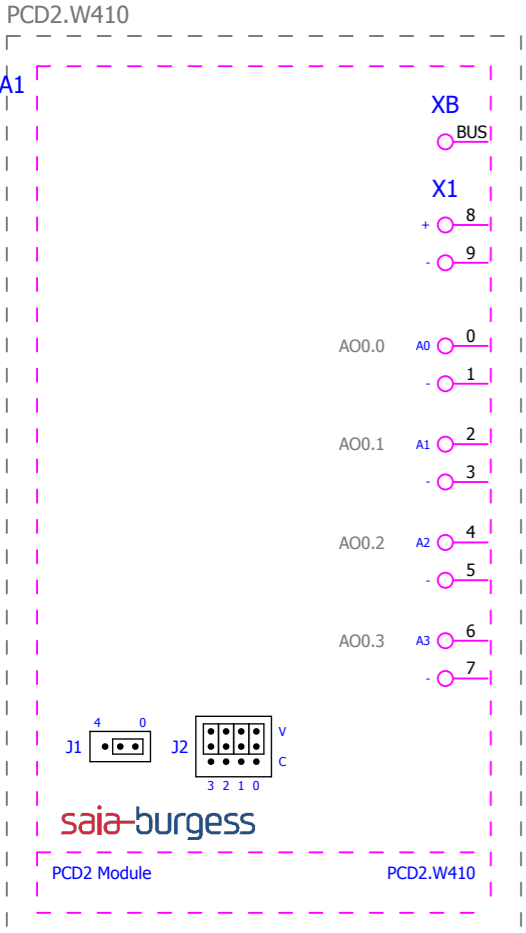 PCD2.W410
A1
XB
BUS
X1
+ 8
- 9
AO0.0 A0 0
- 1
AO0.1 A1 2
- 3
AO0.2 A2 4
- 5
AO0.3 A3 6
- 7
4 0
J1
J2
V
C
3 2 1 0
saia-burgess
PCD2 Module PCD2.W410